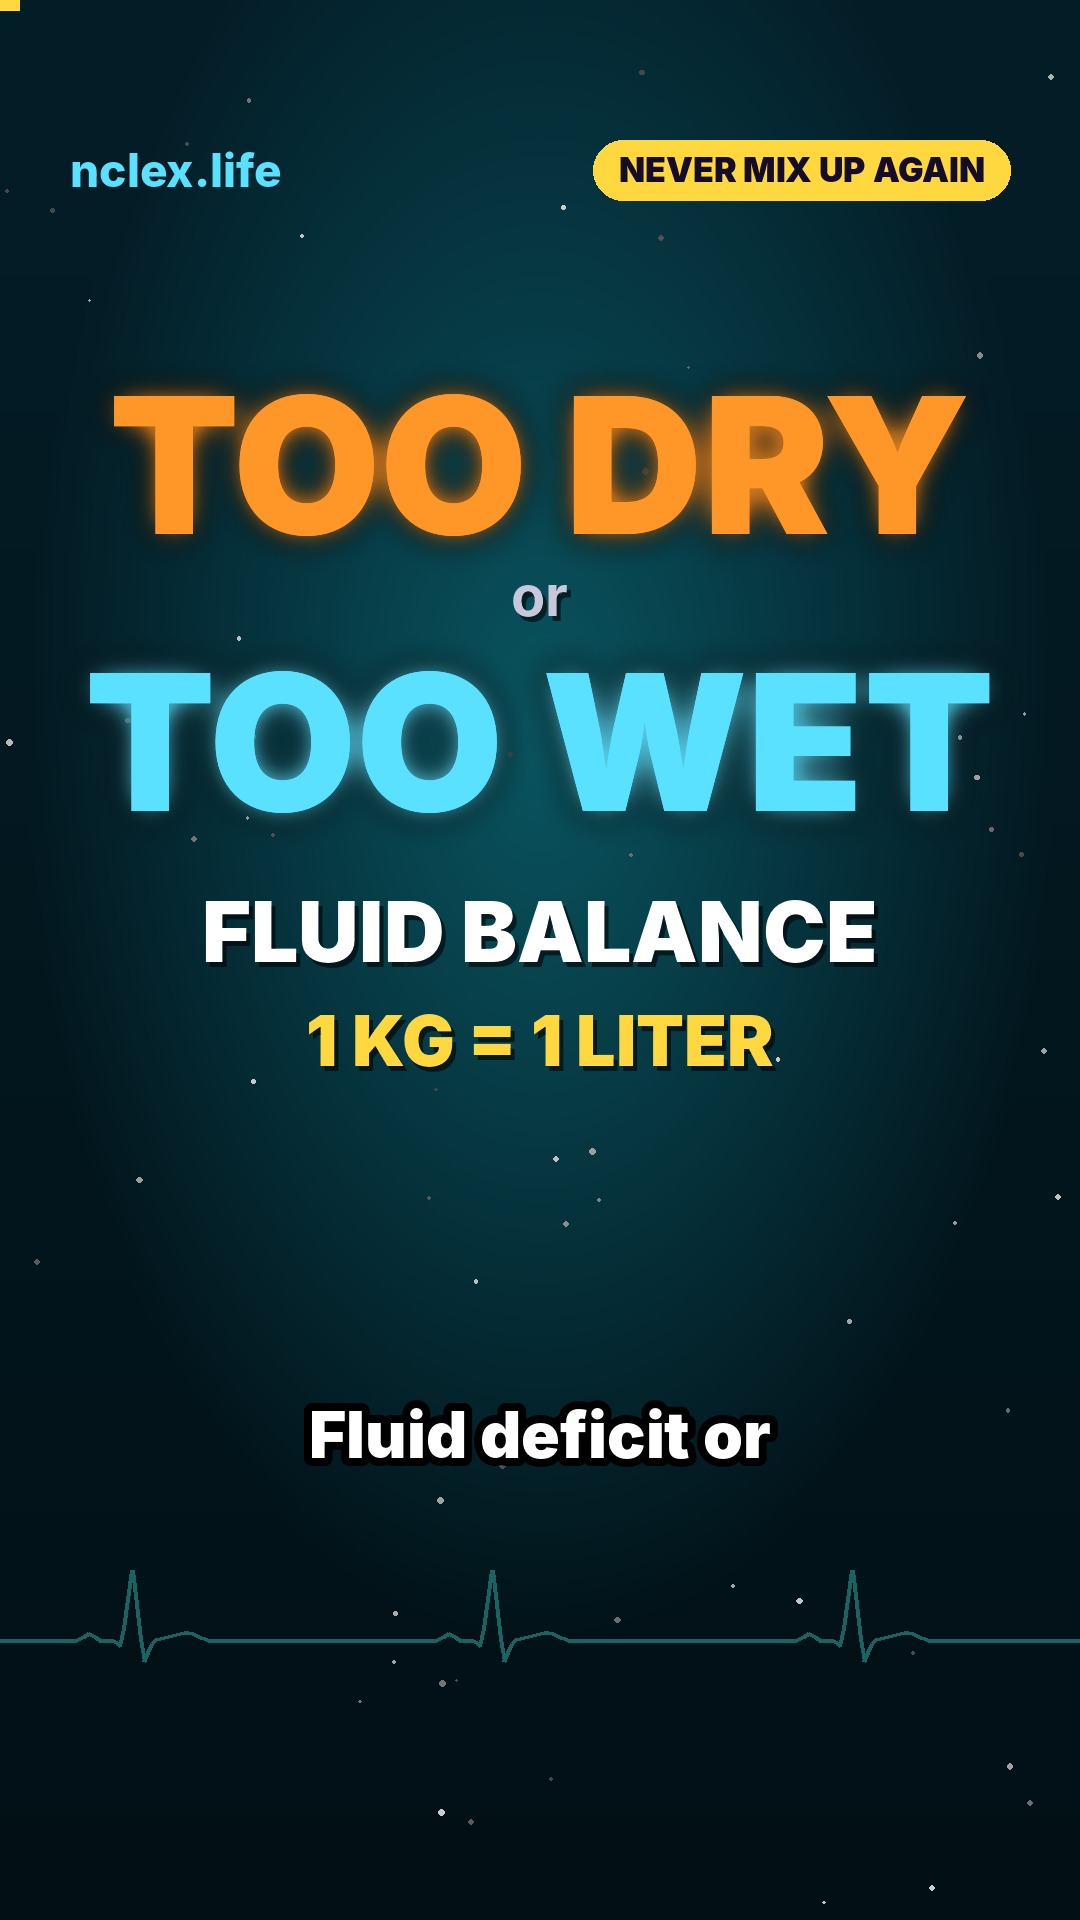 nclex.life
NEVER MIX UP AGAIN
TOO DRY
or
TOO WET
FLUID BALANCE
1 KG = 1 LITER
Fluid deficit or